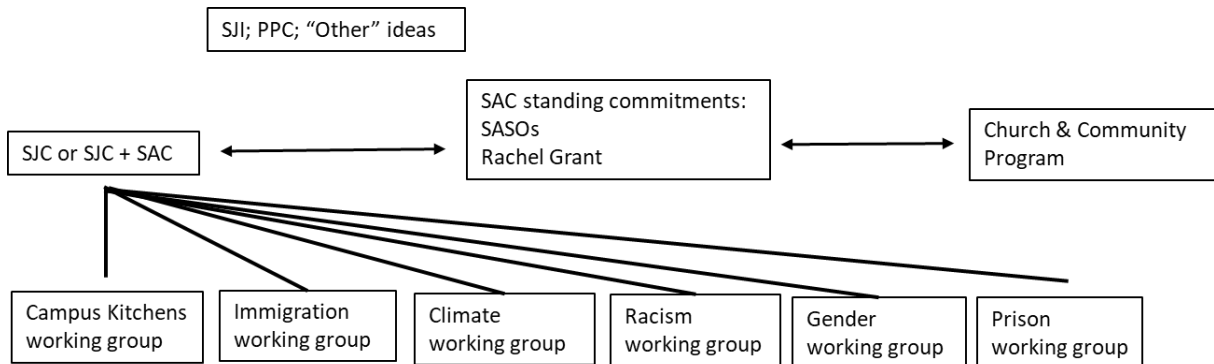 SJI; PPC; “Other” ideas
SAC standing commitments:
SASOs
Rachel Grant
SJC or SJC + SAC
Church & Community
Program
Campus Kitchens
working group
Immigration
working group
Climate
working group
Racism
working group
Gender
working group
Prison
working group